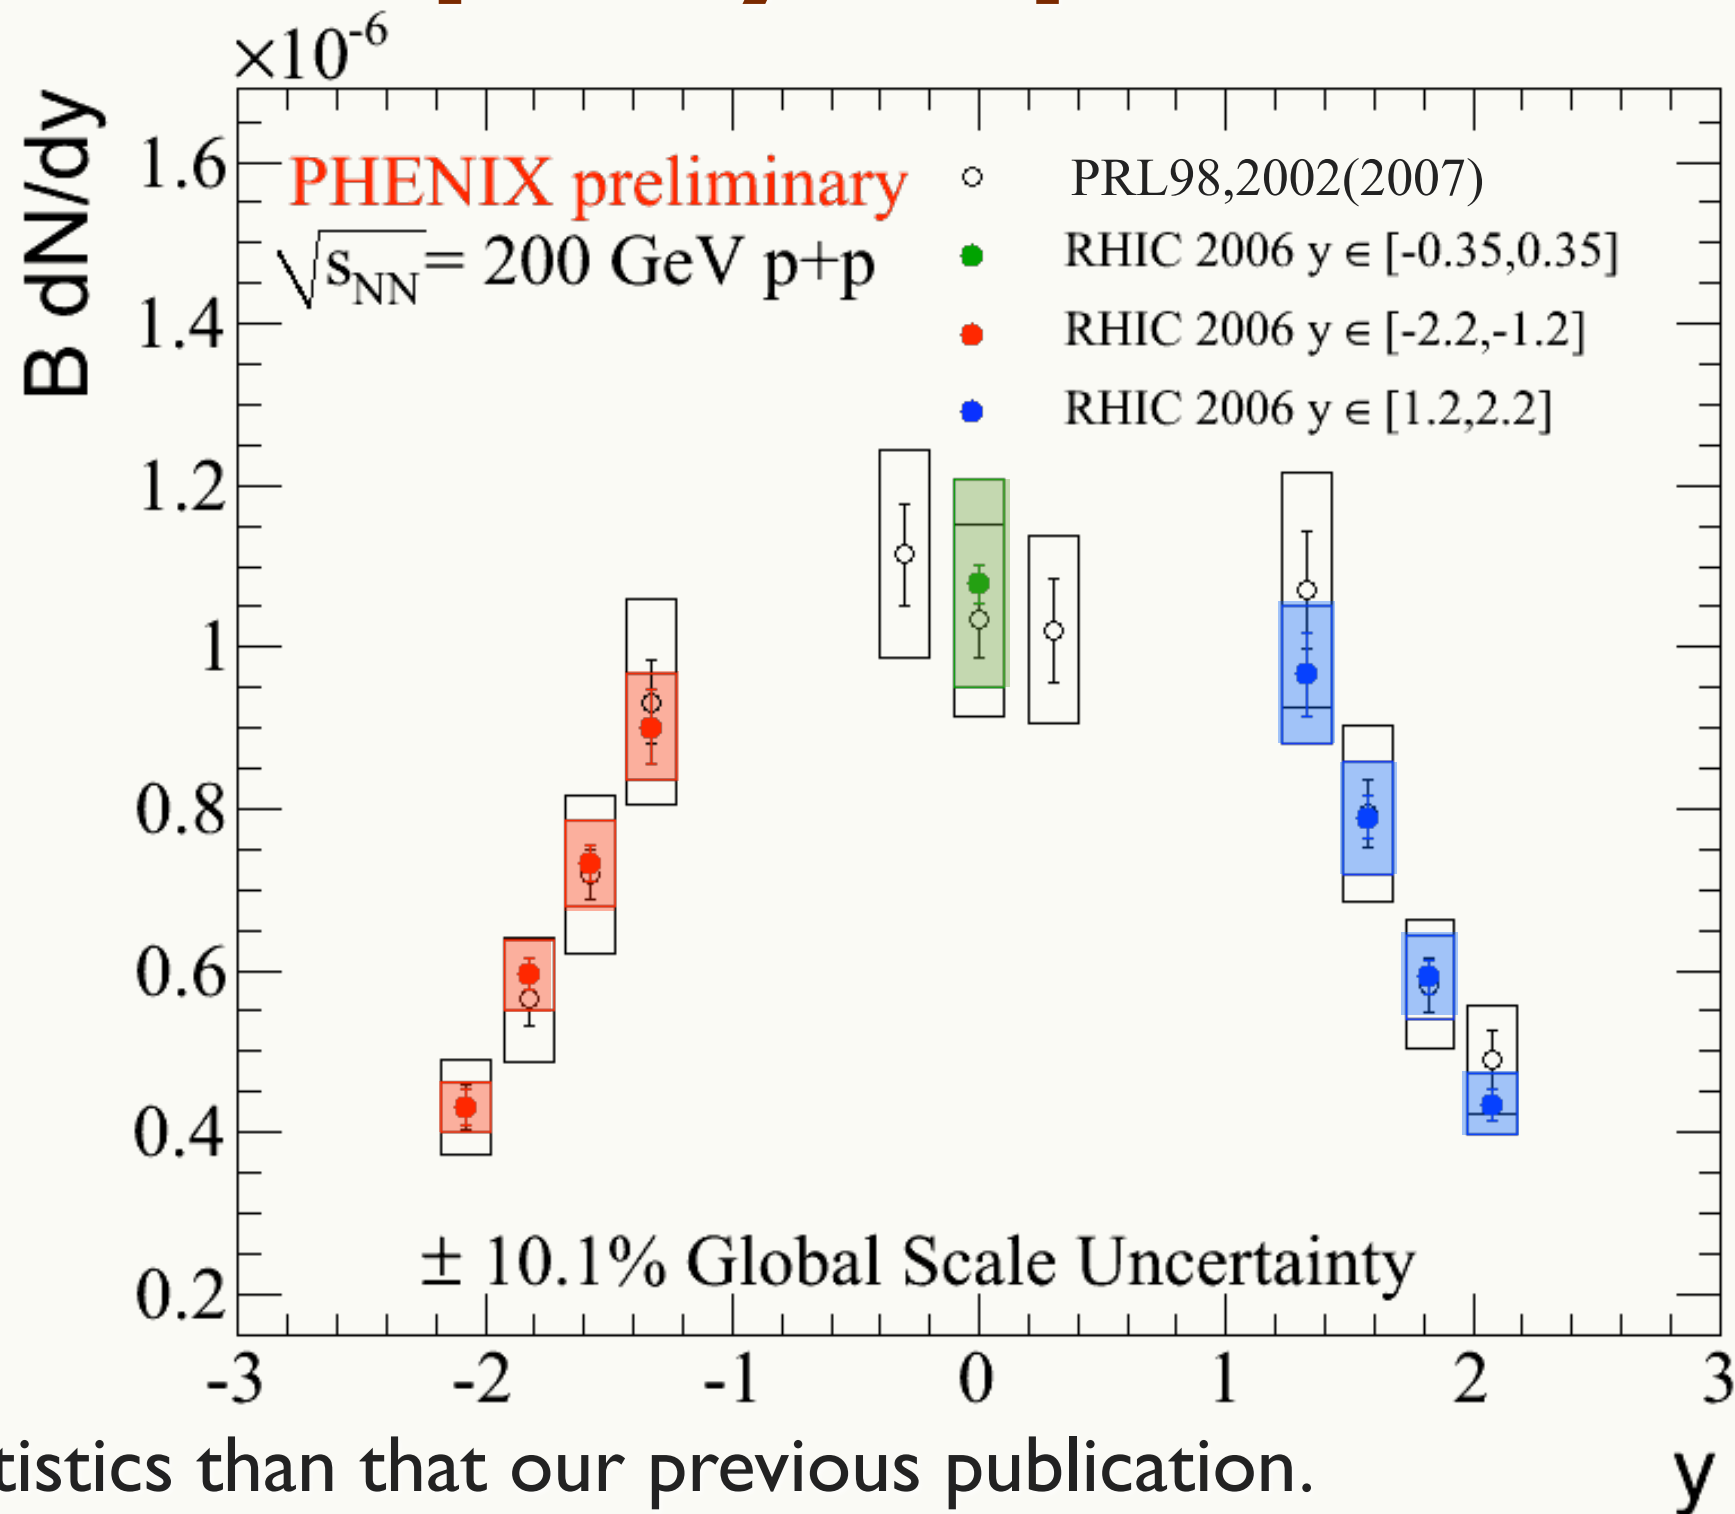 ×10-6
B dN/dy
PHENIX preliminary
√sNN= 200 GeV p+p
PRL98,2002(2007)
RHIC 2006 y ∈ [-0.35,0.35]
RHIC 2006 y ∈ [-2.2,-1.2]
RHIC 2006 y ∈ [1.2,2.2]
1.6
1.4
1.2
1
0.8
0.6
0.4
0.2
± 10.1% Global Scale Uncertainty
-3 -2 -1 0 1 2 3
y
than that our previous publication.